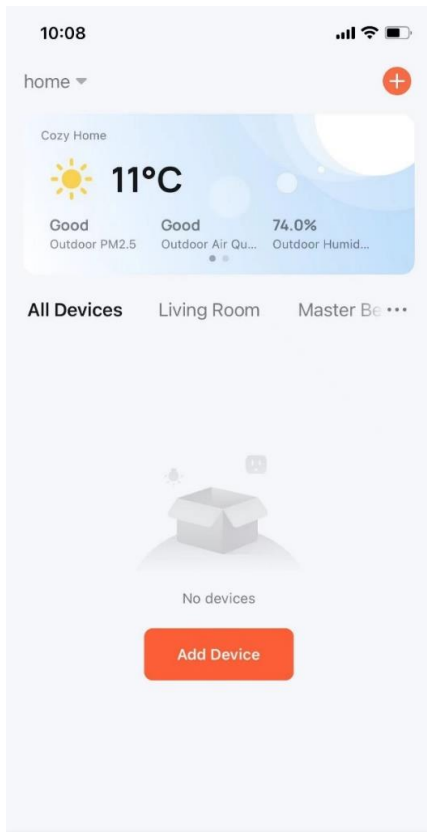 10:08
home
Cozy Home
11°C
Good Good 74.0%
Outdoor PM2.5 Outdoor Air Qu... Outdoor Humid...
All Devices Living Room Master Be ...
No devices
Add Device